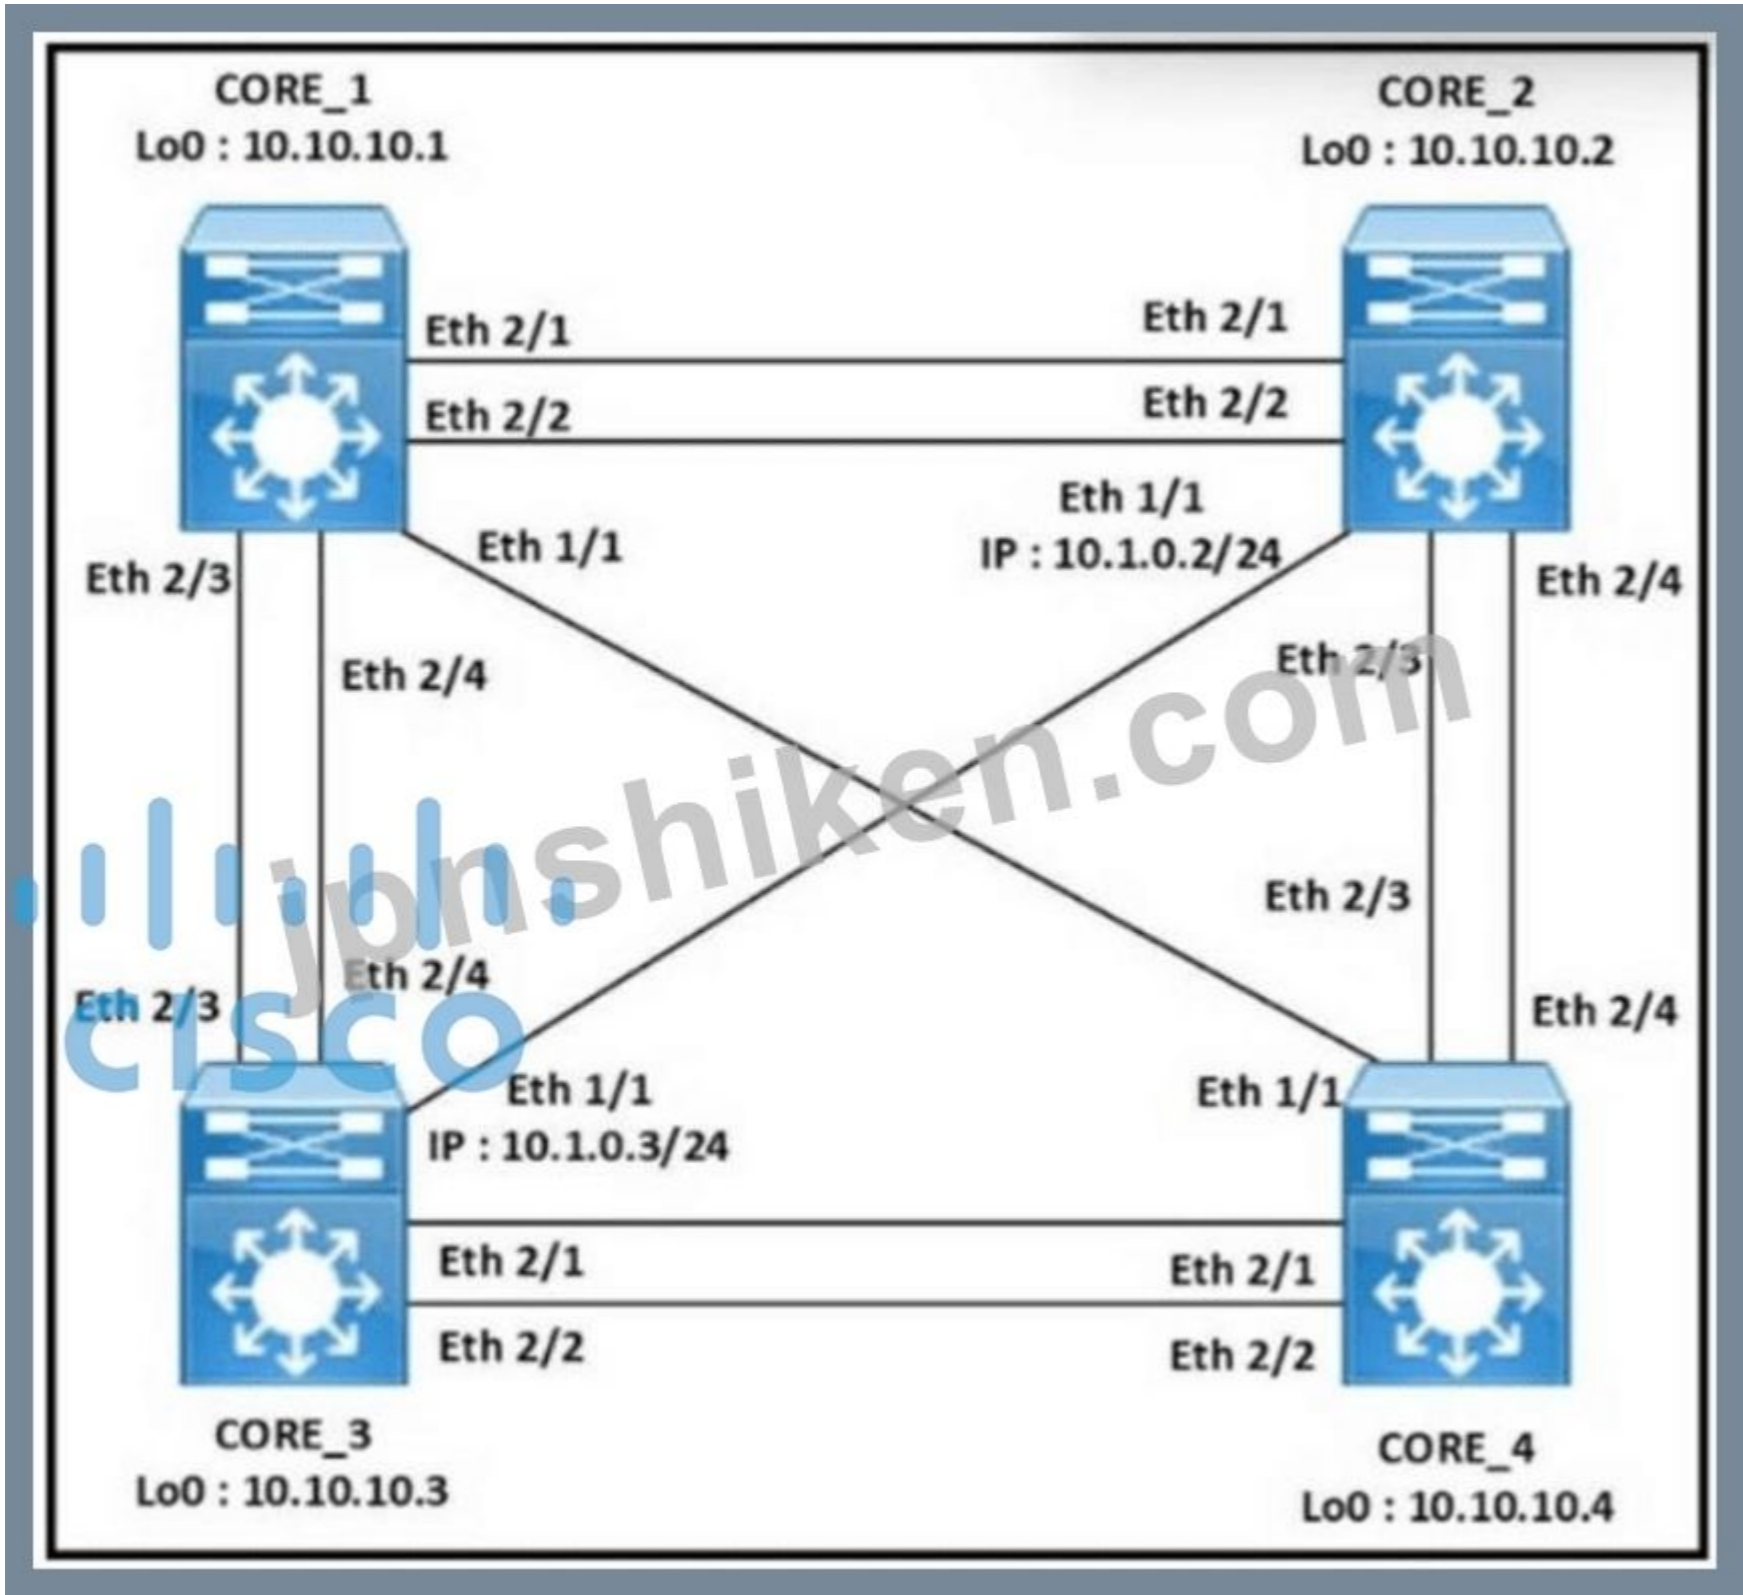 CORE_1
Lo0 : 10.10.10.1
CORE_2
Lo0 : 10.10.10.2
Eth 2/1
Eth 2/1
Eth 2/2
Eth 2/2
Eth 1/1
IP : 10.1.0.2/24
Eth 1/1
Eth 2/3
Eth 2/4
Eth 2/3
Eth 2/4
jpnshiken.com
Eth 2/3
Eth 2/4
Eth 2/3
Eth 2/4
CISCO
Eth 1/1
IP : 10.1.0.3/24
Eth 1/1
Eth 2/1
Eth 2/1
Eth 2/2
Eth 2/2
CORE_3
Lo0 : 10.10.10.3
CORE_4
Lo0 : 10.10.10.4